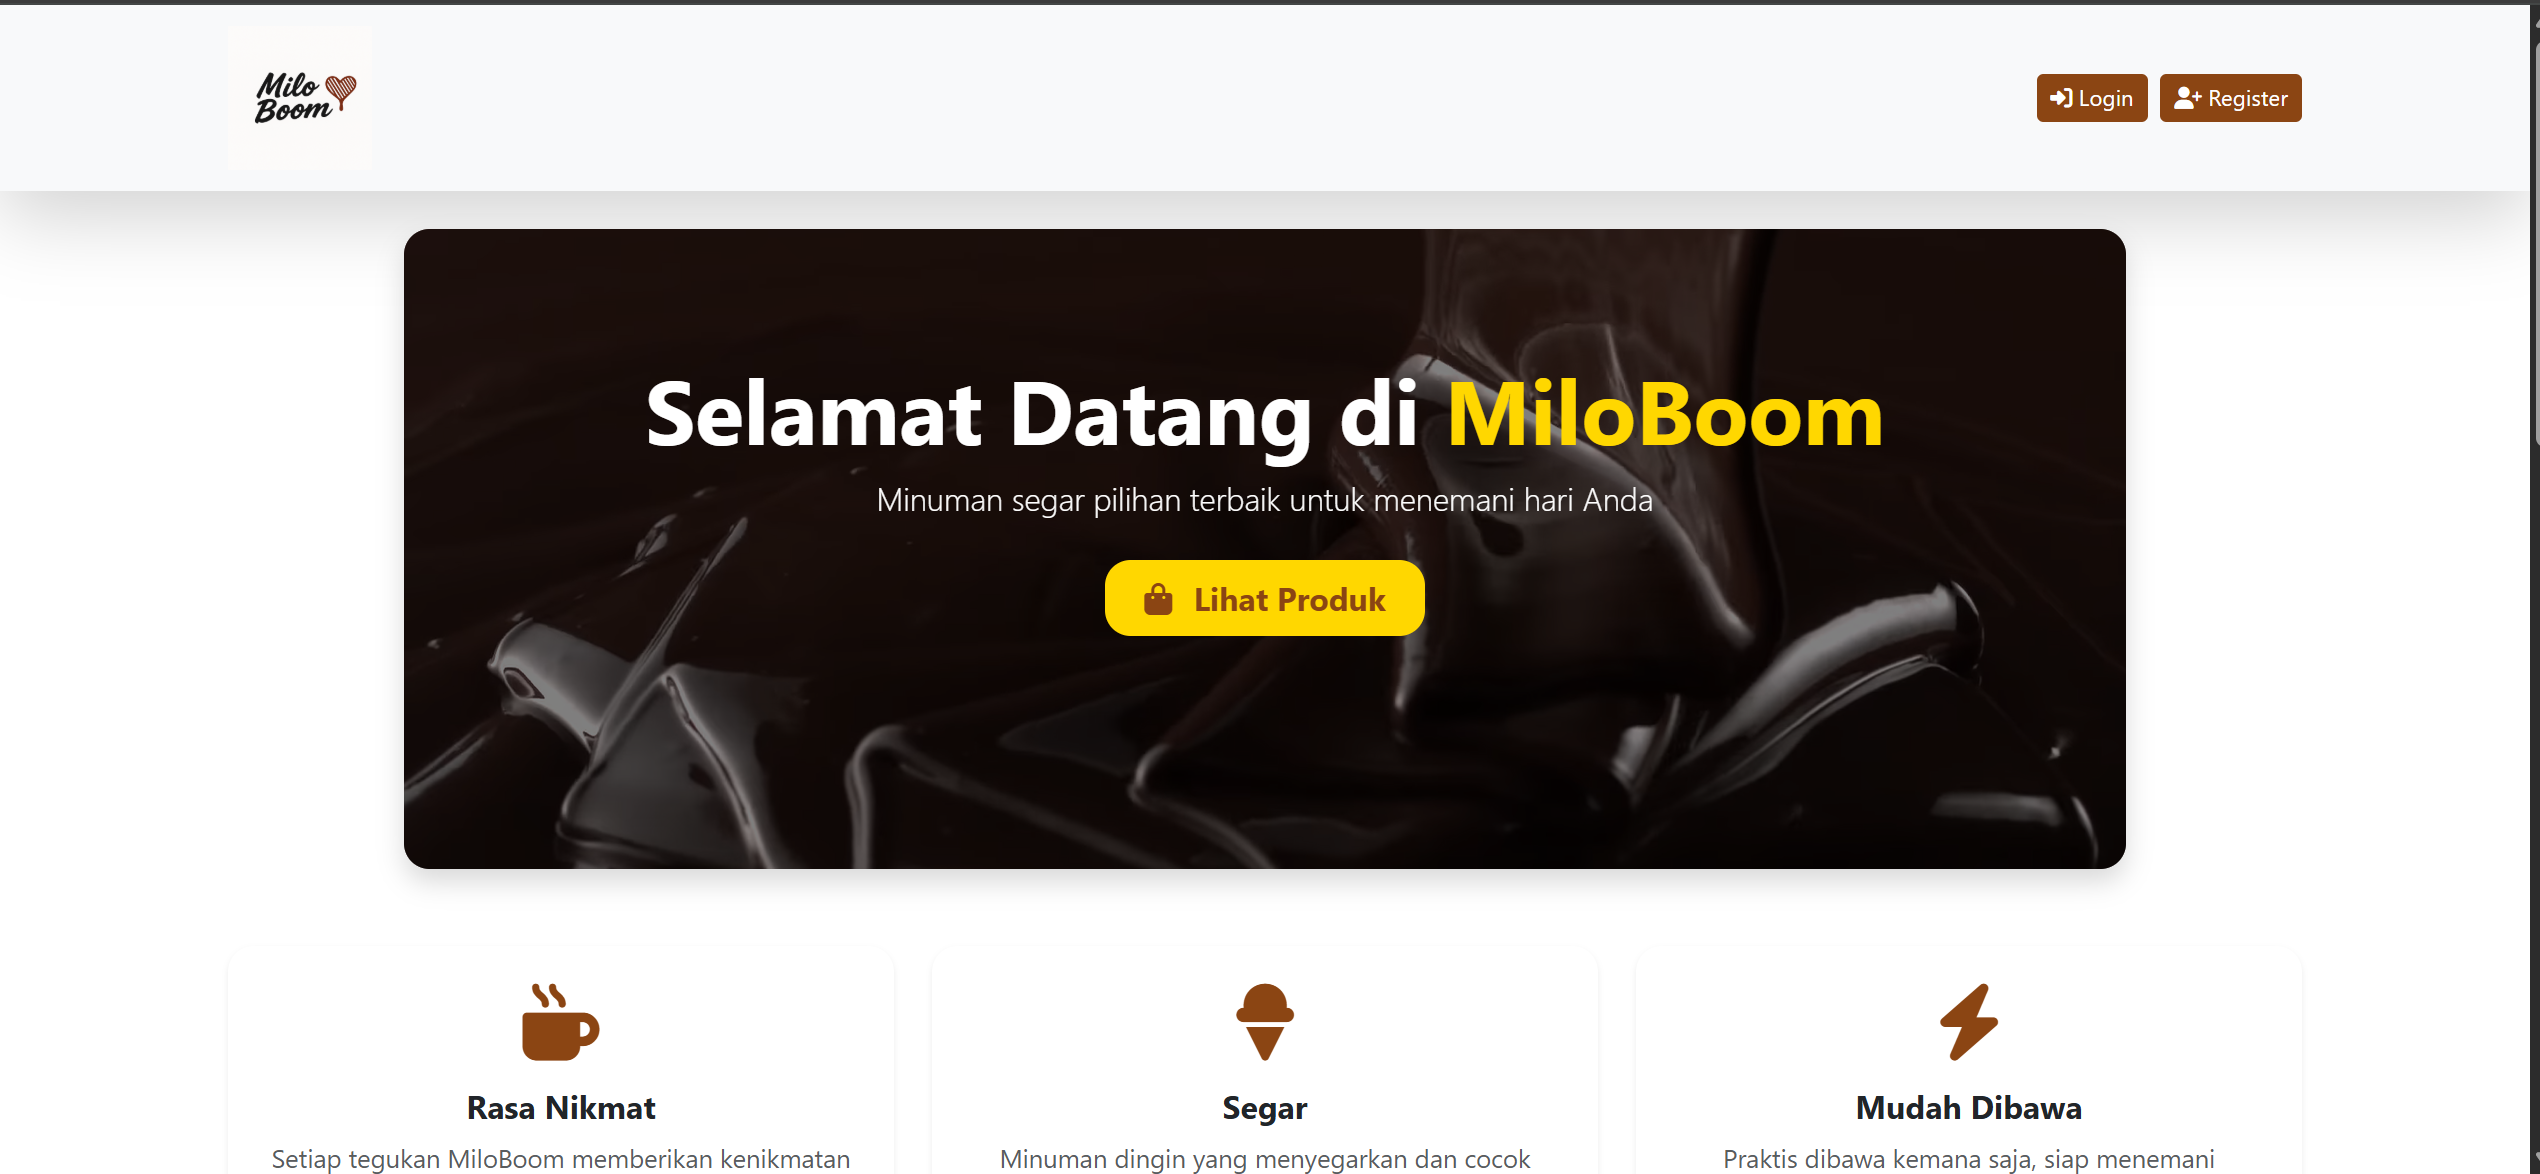 Milo
Boom
Login
Register
Selamat Datang di MiloBoom
Minuman segar pilihan terbaik untuk menemani hari Anda
Lihat Produk
Rasa Nikmat
Setiap tegukan MiloBoom memberikan kenikmatan
Segar
Minuman dingin yang menyegarkan dan cocok
Mudah Dibawa
Praktis dibawa kemana saja, siap menemani